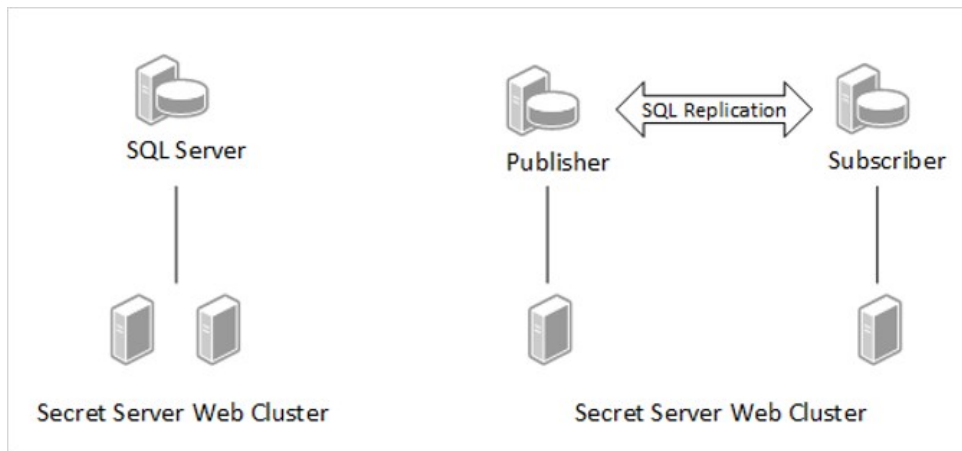 SQL Server
Secret Server Web Cluster
SQL Replication
Publisher
Subscriber
Secret Server Web Cluster